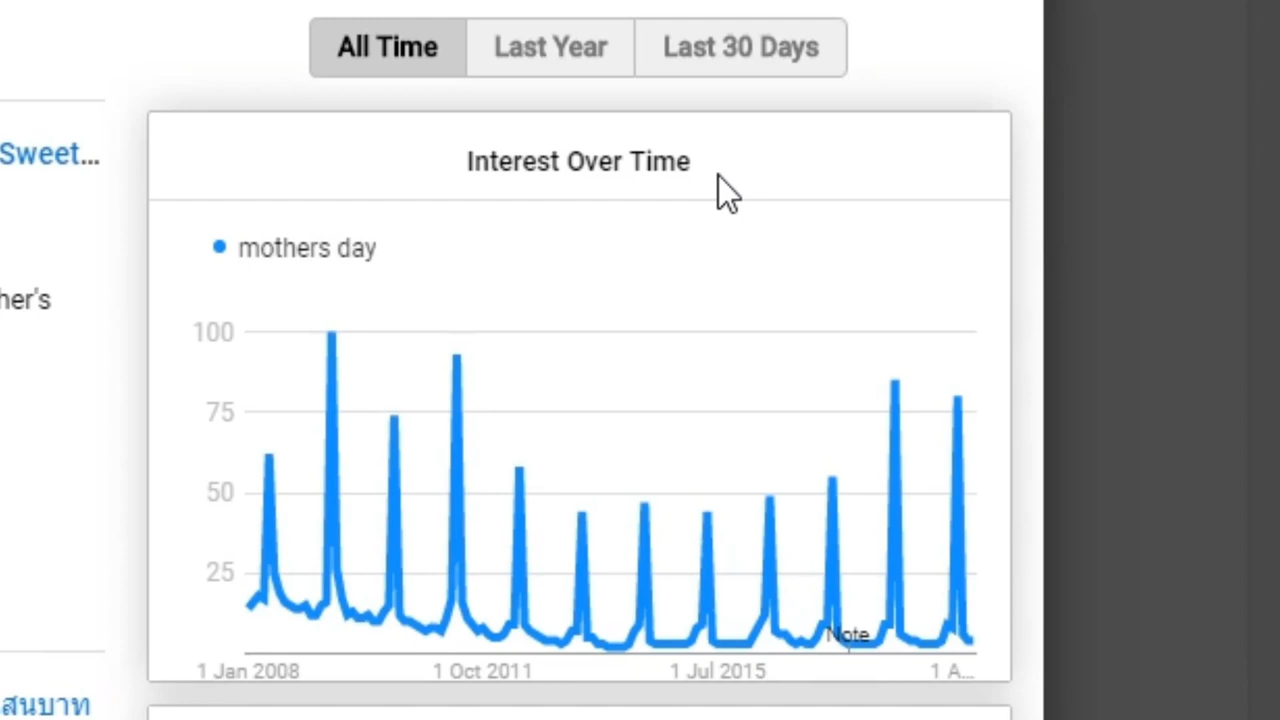 All Time Last Year Last 30 Days
Sweet...
Interest Over Time
mothers day
her's
100
75
50
25
Note
1 Jan 2008 1 Oct 2011 1 Jul 2015 1 A...
สนบาท